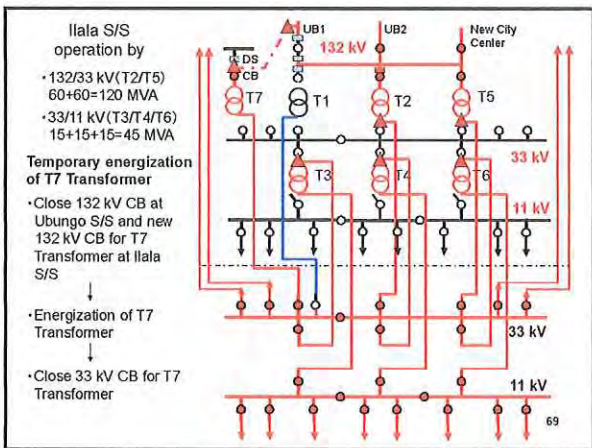 Ilala S/S
operation by
・132/33 kV(T2/T5)
60+60=120 MVA
・33/11 kV(T3/T4/T6)
15+15+15=45 MVA
Temporary energization
of T7 Transformer
・Close 132 kV CB at
Ubungo S/S and new
132 kV CB for T7
Transformer at Ilala
S/S
・Energization of T7
Transformer
・Close 33 kV CB for T7
Transformer
UB1
UB2
New City
Center
132 kV
DS
CB
T7
T1
T2
T5
33 kV
T3
T4
T6
11 kV
33 kV
11 kV
69